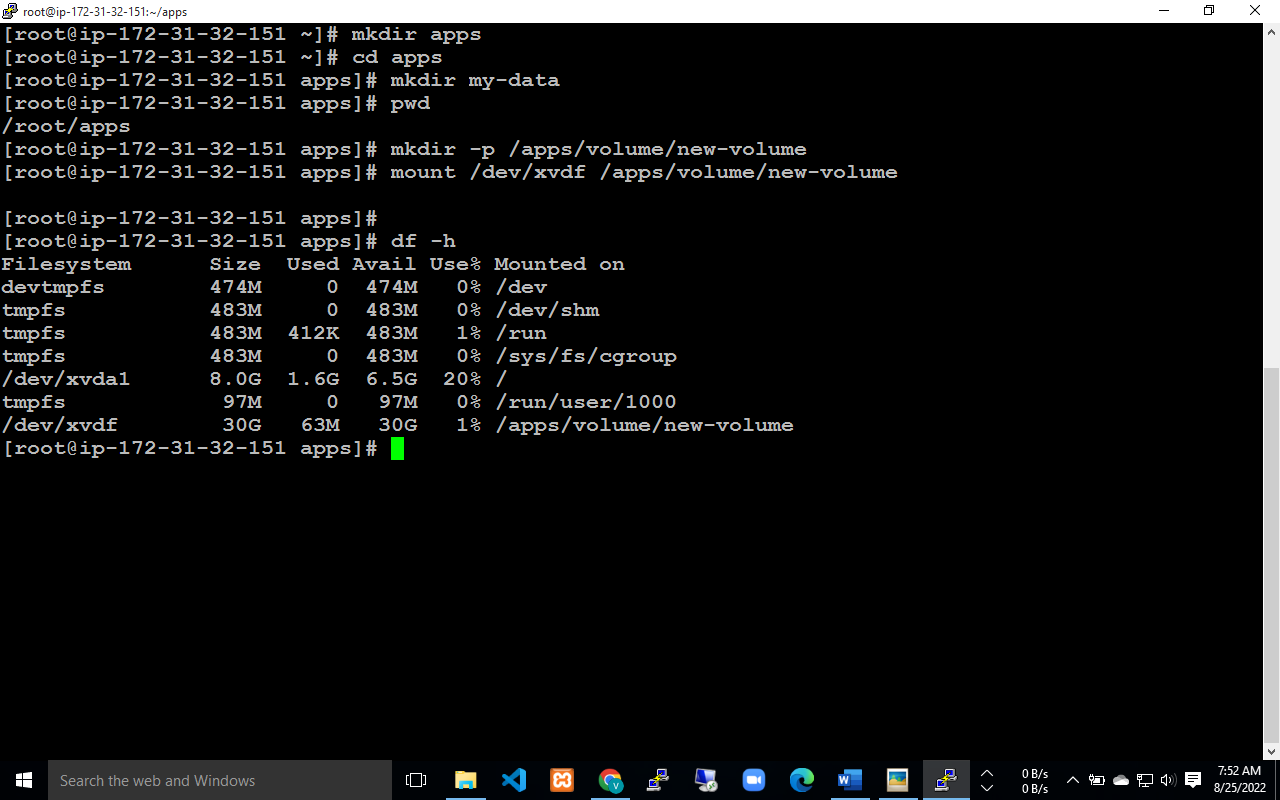 root@ip-172-31-32-151:~/apps
[root@ip-172-31-32-151 ~]# mkdir apps
[root@ip-172-31-32-151 ~]# cd apps
[root@ip-172-31-32-151 apps]# mkdir my-data
[root@ip-172-31-32-151 apps]# pwd
/root/apps
[root@ip-172-31-32-151 apps]# mkdir -p /apps/volume/new-volume
[root@ip-172-31-32-151 apps]# mount /dev/xvdf /apps/volume/new-volume
[root@ip-172-31-32-151 apps]#
[root@ip-172-31-32-151 apps]# df -h
Filesystem      Size  Used Avail Use% Mounted on
devtmpfs        474M     0  474M   0% /dev
tmpfs           483M     0  483M   0% /dev/shm
tmpfs           483M  412K  483M   1% /run
tmpfs           483M     0  483M   0% /sys/fs/cgroup
/dev/xvda1      8.0G  1.6G  6.5G  20% /
tmpfs            97M     0   97M   0% /run/user/1000
/dev/xvdf        30G   63M   30G   1% /apps/volume/new-volume
[root@ip-172-31-32-151 apps]#
Search the web and Windows
0 B/s
0 B/s
7:52 AM
8/25/2022